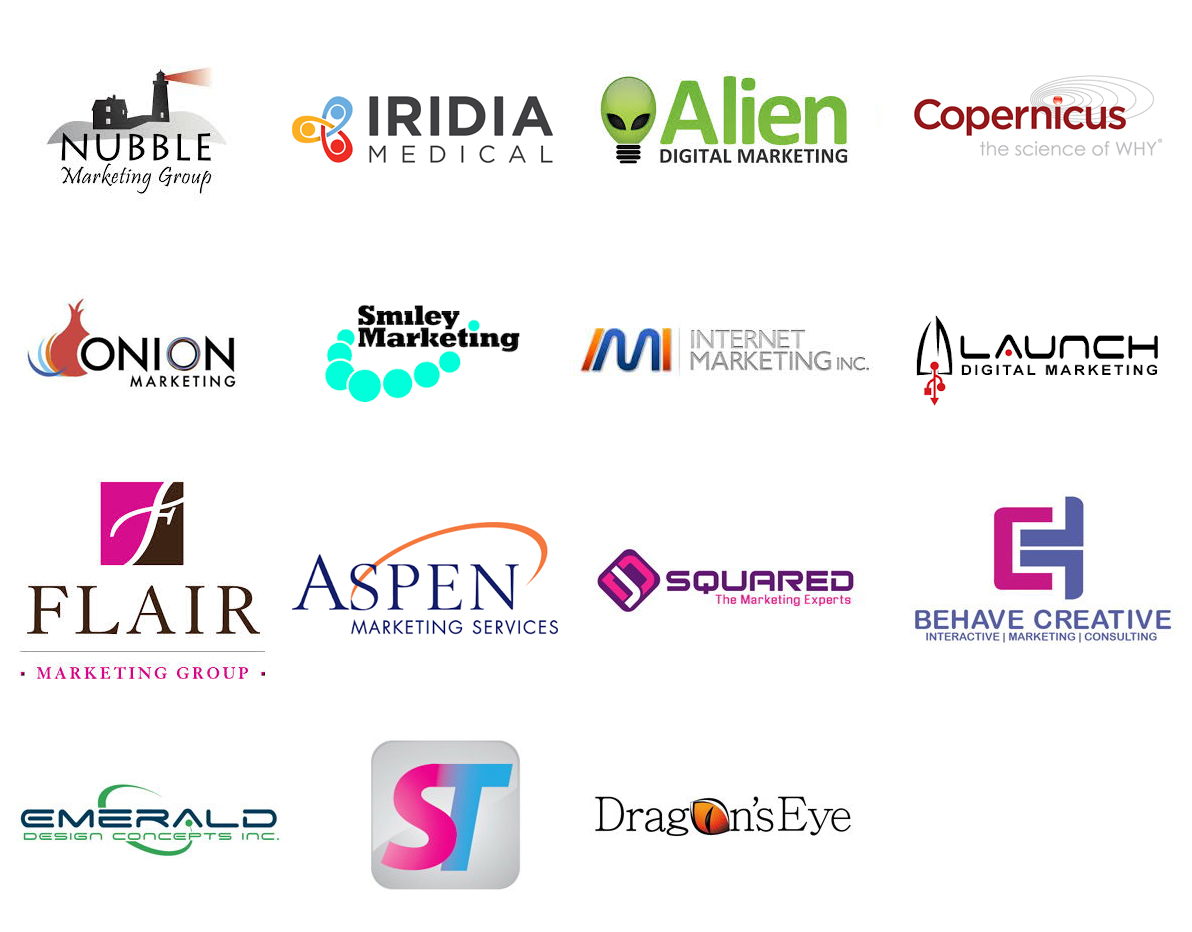 NUBBLE
Marketing Group
IRIDIA
MEDICAL
Alien
DIGITAL MARKETING
Copernicus
the science of WHY®
ONION
MARKETING
Smiley
Marketing
IMI
INTERNET
MARKETING INC.
LAUNCH
DIGITAL MARKETING
F
FLAIR
· MARKETING GROUP ·
ASPEN
MARKETING SERVICES
SQUARED
The Marketing Experts
BEHAVE CREATIVE
INTERACTIVE | MARKETING | CONSULTING
EMERALD
DESIGN CONCEPTS INC.
ST
Dragon'sEye